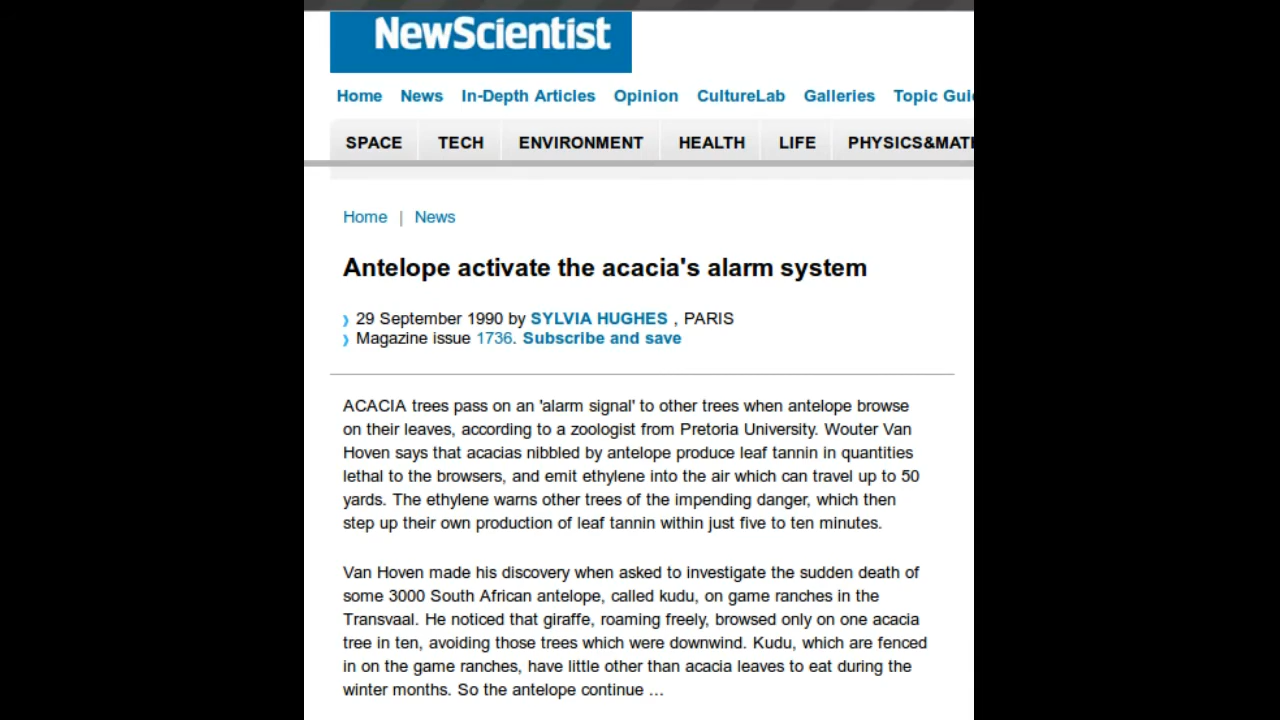 NewScientist
Home News In-Depth Articles Opinion CultureLab Galleries Topic
SPACE TECH ENVIRONMENT HEALTH LIFE
Home | News
Antelope activate the acacia's alarm system
29 September 1990 by SYLVIA HUGHES , PARIS
Magazine issue 1736. Subscribe and save
ACACIA trees pass on an 'alarm signal' to other trees when antelope browse
on their leaves, according to a zoologist from Pretoria University. Wouter Van
Hoven says that acacias nibbled by antelope produce leaf tannin in quantities
lethal to the browsers, and emit ethylene into the air which can travel up to 50
yards. The ethylene warns other trees of the impending danger, which then
step up their own production of leaf tannin within just five to ten minutes.
Van Hoven made his discovery when asked to investigate the sudden death of
some 3000 South African antelope, called kudu, on game ranches in the
Transvaal. He noticed that giraffe, roaming freely, browsed only on one acacia
tree in ten, avoiding those trees which were downwind. Kudu, which are fenced
in on the game ranches, have little other than acacia leaves to eat during the
winter months. So the antelope continue ...